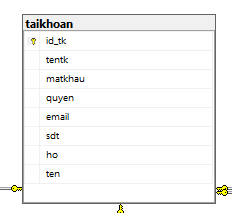 taikhoan
id_tk
tentk
matkhau
quyen
email
sdt
ho
ten